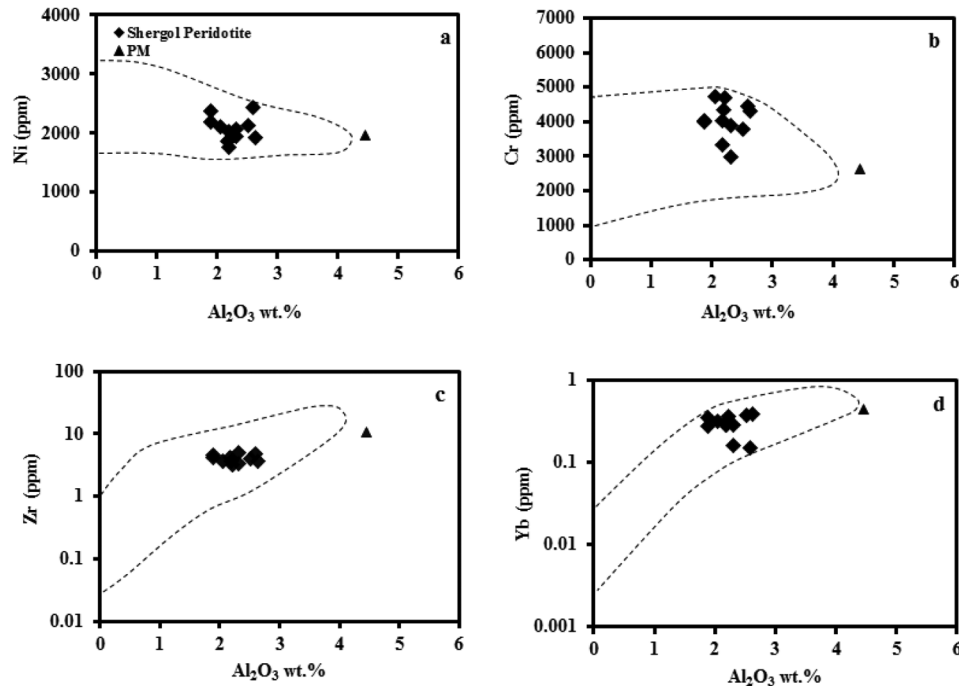 4000
3000
2000
1000
0
Ni (ppm)
◆ Shergol Peridotite
▲ PM
a
0 1 2 3 4 5 6
Al₂O₃ wt.%
7000
6000
5000
4000
3000
2000
1000
0
Cr (ppm)
b
0 1 2 3 4 5 6
Al₂O₃ wt.%
100
10
1
0.1
0.01
Zr (ppm)
c
0 1 2 3 4 5 6
Al₂O₃ wt.%
1
0.1
0.01
0.001
Yb (ppm)
d
0 1 2 3 4 5 6
Al₂O₃ wt.%